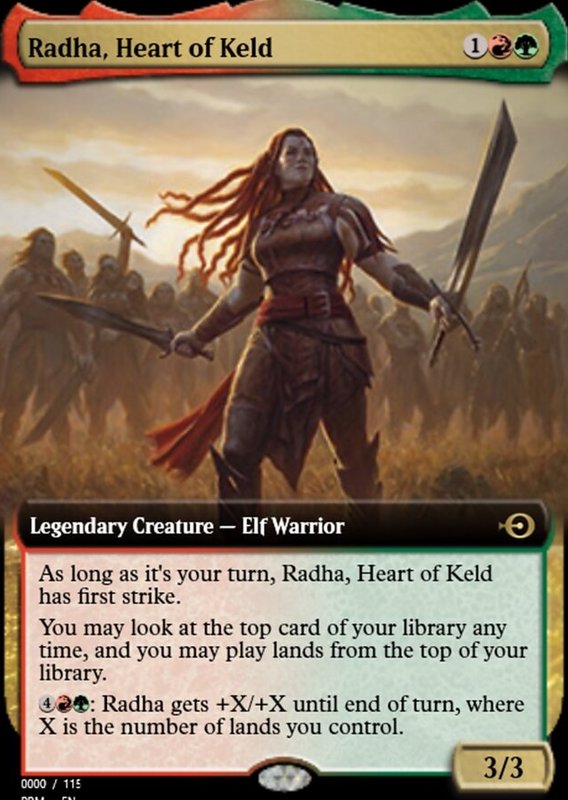 Radha, Heart of Keld 1
Legendary Creature — Elf Warrior
As long as it's your turn, Radha, Heart of Keld
has first strike.
You may look at the top card of your library any
time, and you may play lands from the top of your
library.
4: Radha gets +X/+X until end of turn, where
X is the number of lands you control.
3/3
0000 / 115